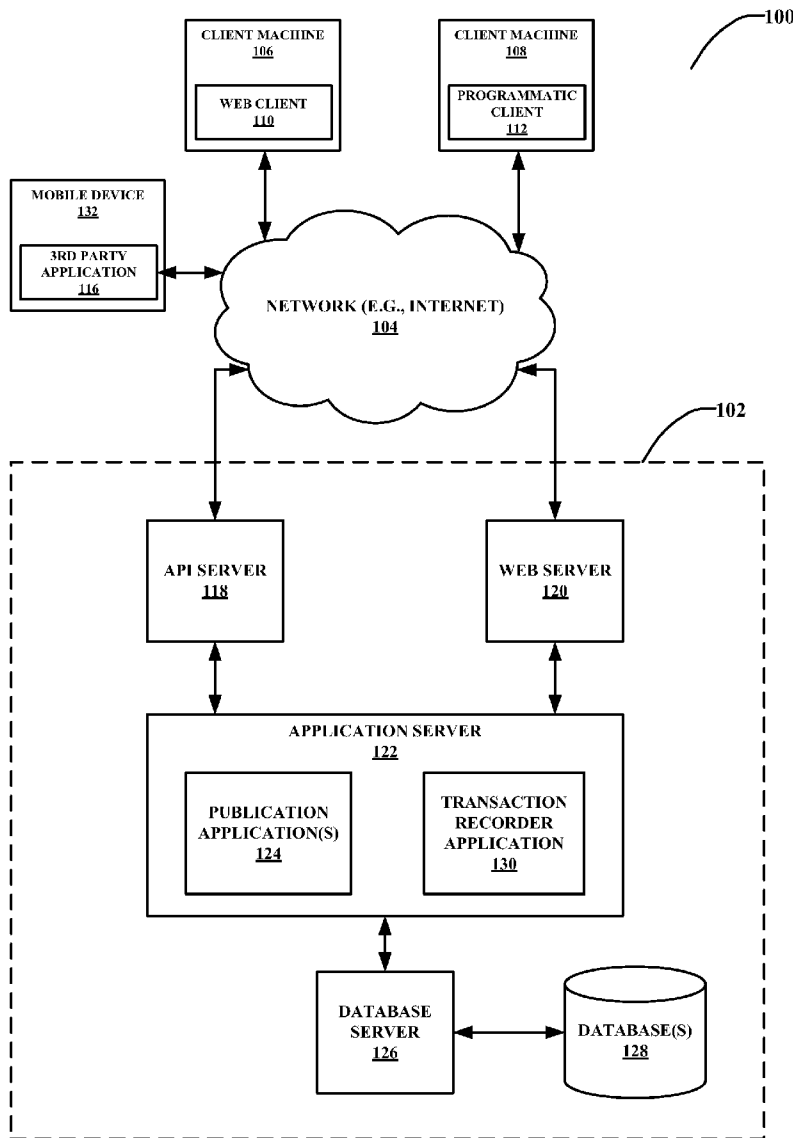 100
CLIENT MACHINE
106
WEB CLIENT
110
CLIENT MACHINE
108
PROGRAMMATIC
CLIENT
112
MOBILE DEVICE
132
3RD PARTY
APPLICATION
116
NETWORK (E.G., INTERNET)
104
102
API SERVER
118
WEB SERVER
120
APPLICATION SERVER
122
PUBLICATION
APPLICATION(S)
124
TRANSACTION
RECORDER
APPLICATION
130
DATABASE
SERVER
126
DATABASE(S)
128